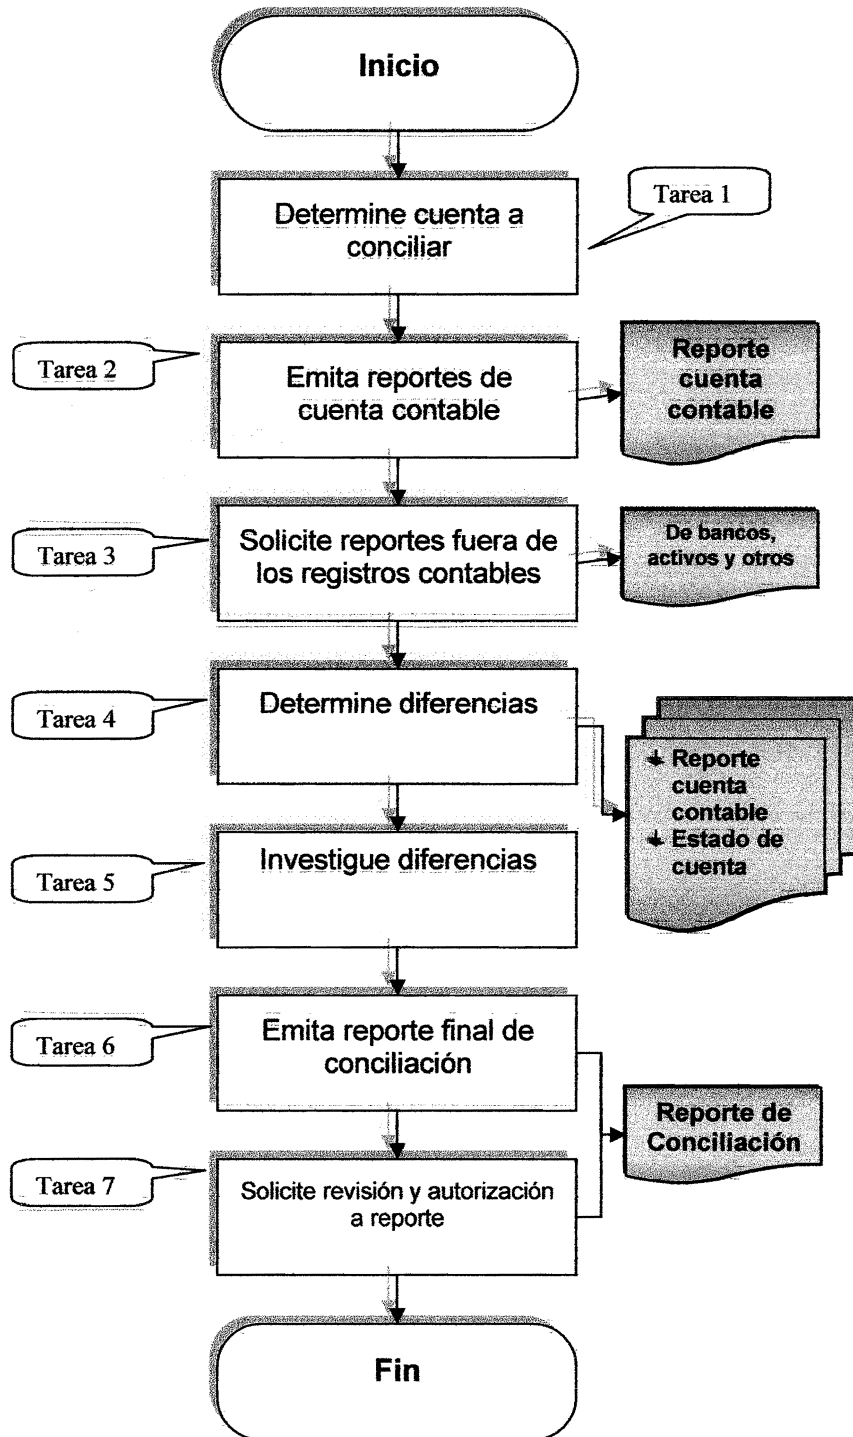 Inicio
Tarea 1
Determine cuenta a
conciliar
Tarea 2
Emita reportes de
cuenta contable
Reporte
cuenta
contable
Tarea 3
Solicite reportes fuera de
los registros contables
De bancos,
activos y otros
Tarea 4
Determine diferencias
Reporte
cuenta
contable
Estado de
cuenta
Tarea 5
Investigue diferencias
Tarea 6
Emita reporte final de
conciliación
Reporte de
Conciliación
Tarea 7
Solicite revisión y autorización
a reporte
Fin